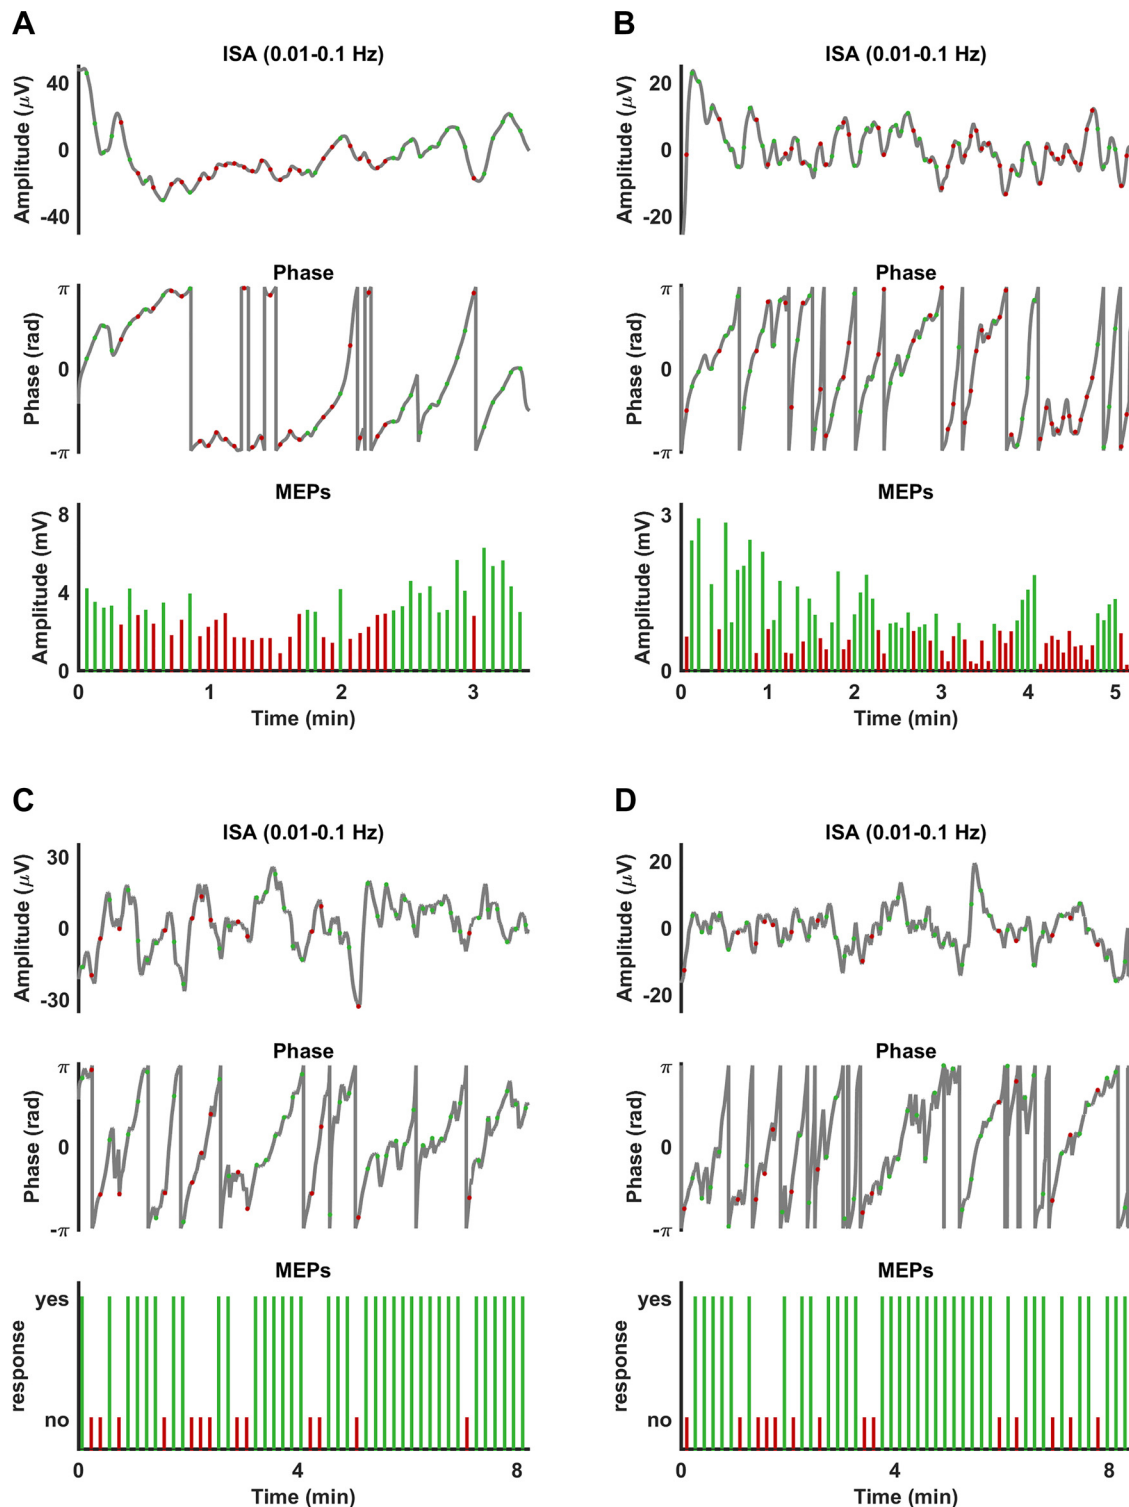 A
ISA (0.01-0.1 Hz)
Amplitude (μV)
40
0
-40
Phase
Phase (rad)
π
0
-π
MEPs
Amplitude (mV)
8
4
0
0 1 2 3
Time (min)
B
ISA (0.01-0.1 Hz)
Amplitude (μV)
20
0
-20
Phase
Phase (rad)
π
0
-π
MEPs
Amplitude (mV)
3
0
0 1 2 3 4 5
Time (min)
C
ISA (0.01-0.1 Hz)
Amplitude (μV)
30
0
-30
Phase
Phase (rad)
π
0
-π
MEPs
response
yes
no
0 4 8
Time (min)
D
ISA (0.01-0.1 Hz)
Amplitude (μV)
20
0
-20
Phase
Phase (rad)
π
0
-π
MEPs
response
yes
no
0 4 8
Time (min)